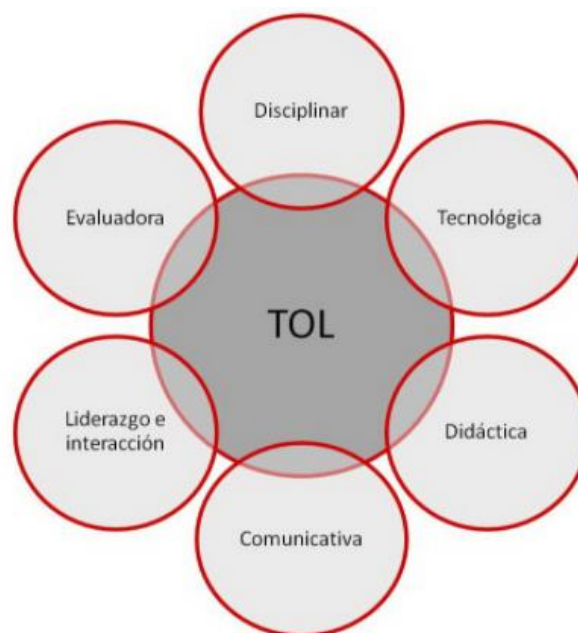 Disciplinar
Evaluadora
Tecnológica
TOL
Liderazgo e
interacción
Didáctica
Comunicativa